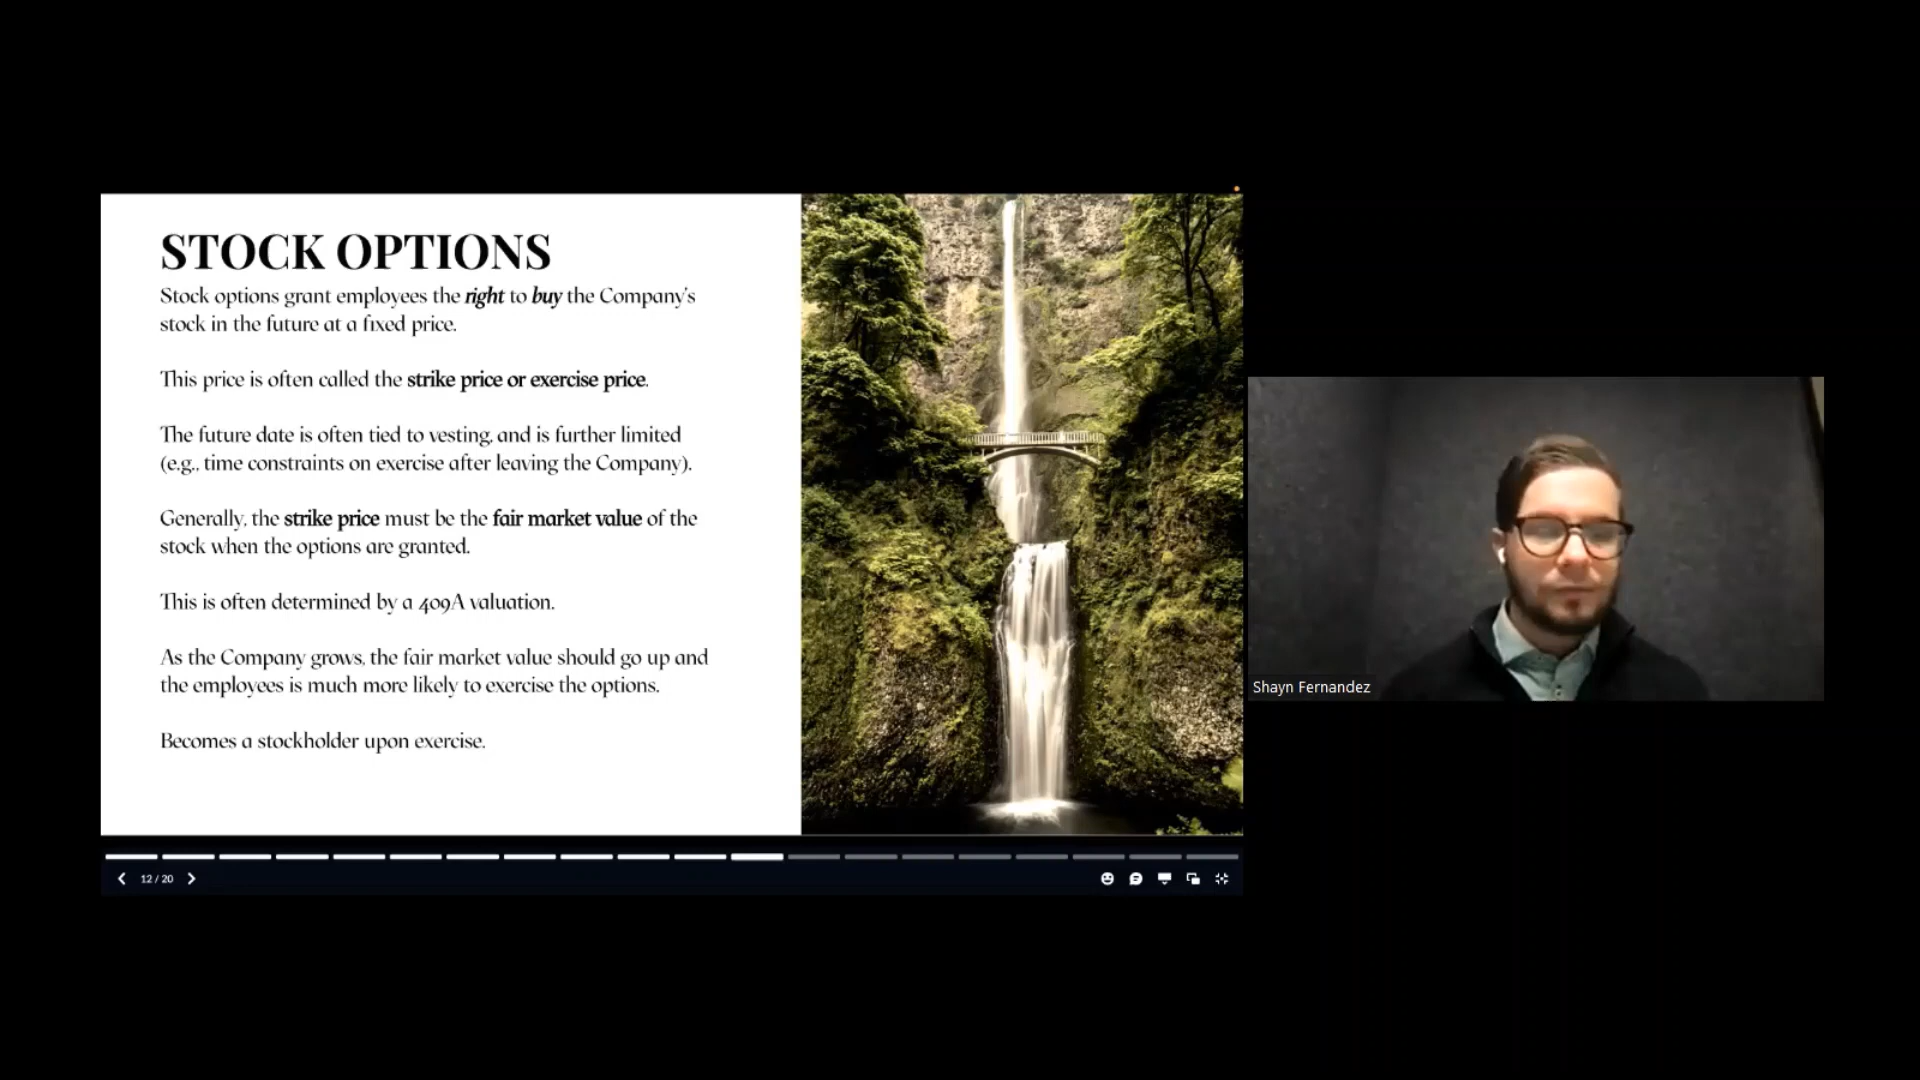 STOCK OPTIONS
Stock options grant employees the right to buy the Company's
stock in the future at a fixed price.
This price is often called the strike price or exercise price.
The future date is often tied to vesting, and is further limited
(e.g., time constraints on exercise after leaving the Company).
Generally, the strike price must be the fair market value of the
stock when the options are granted.
This is often determined by a 409A valuation.
As the Company grows, the fair market value should go up and
the employees is much more likely to exercise the options.
Becomes a stockholder upon exercise.
12 / 20
Shayn Fernandez